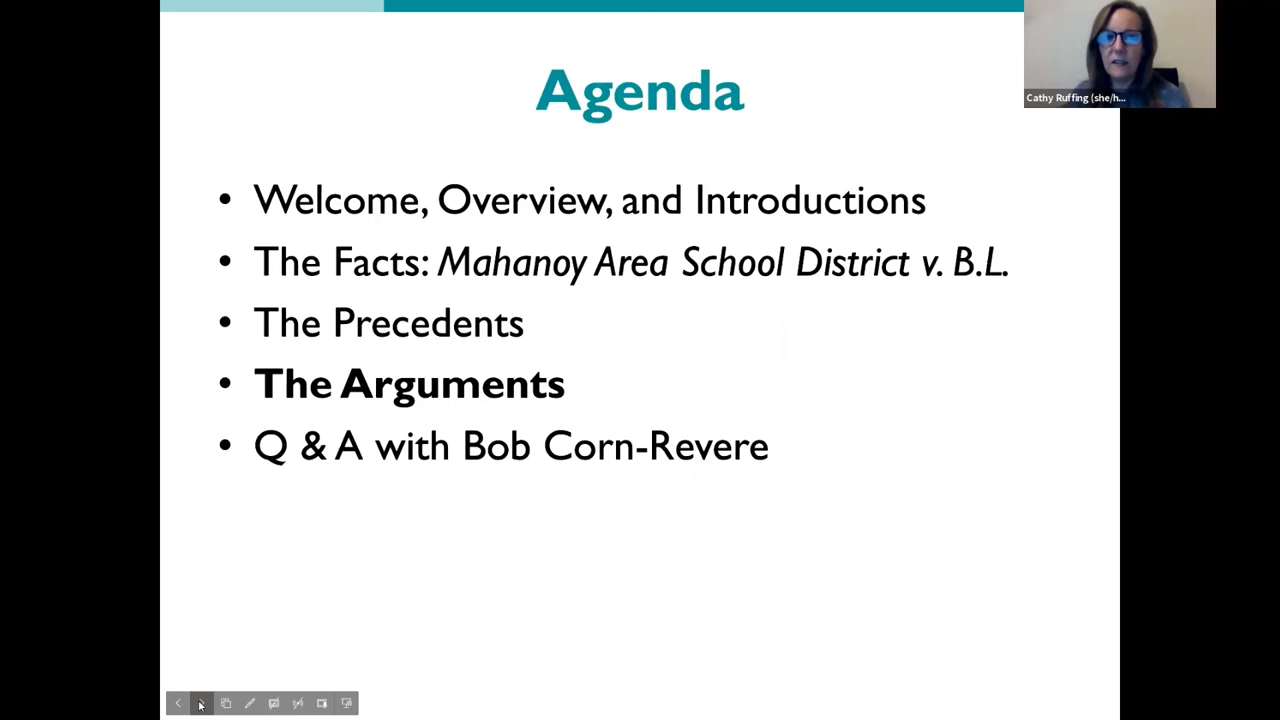 Agenda
Cathy Ruffing (she/h...
• Welcome, Overview, and Introductions
• The Facts: Mahanoy Area School District v. B.L.
• The Precedents
• The Arguments
• Q & A with Bob Corn-Revere